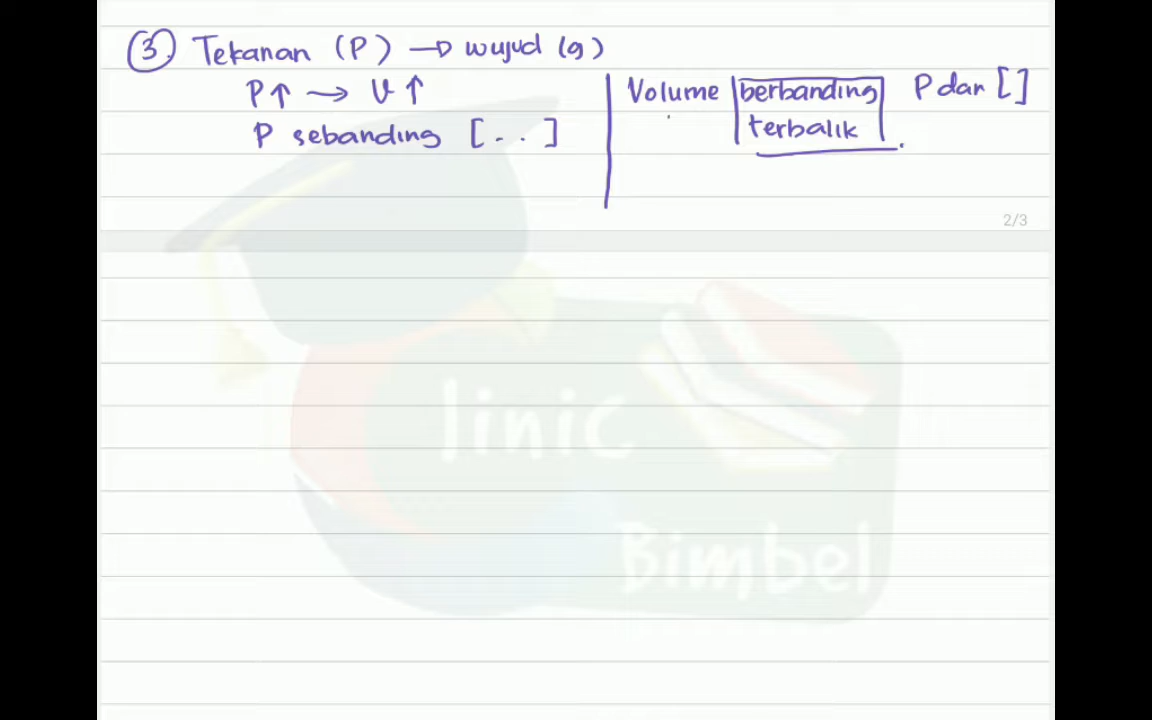 ③ Tekanan (P) → wujud (g)
P↑ → v↑
P sebanding [...]
Volume berbanding terbalik P dan []
2/3
linic
Bimbel